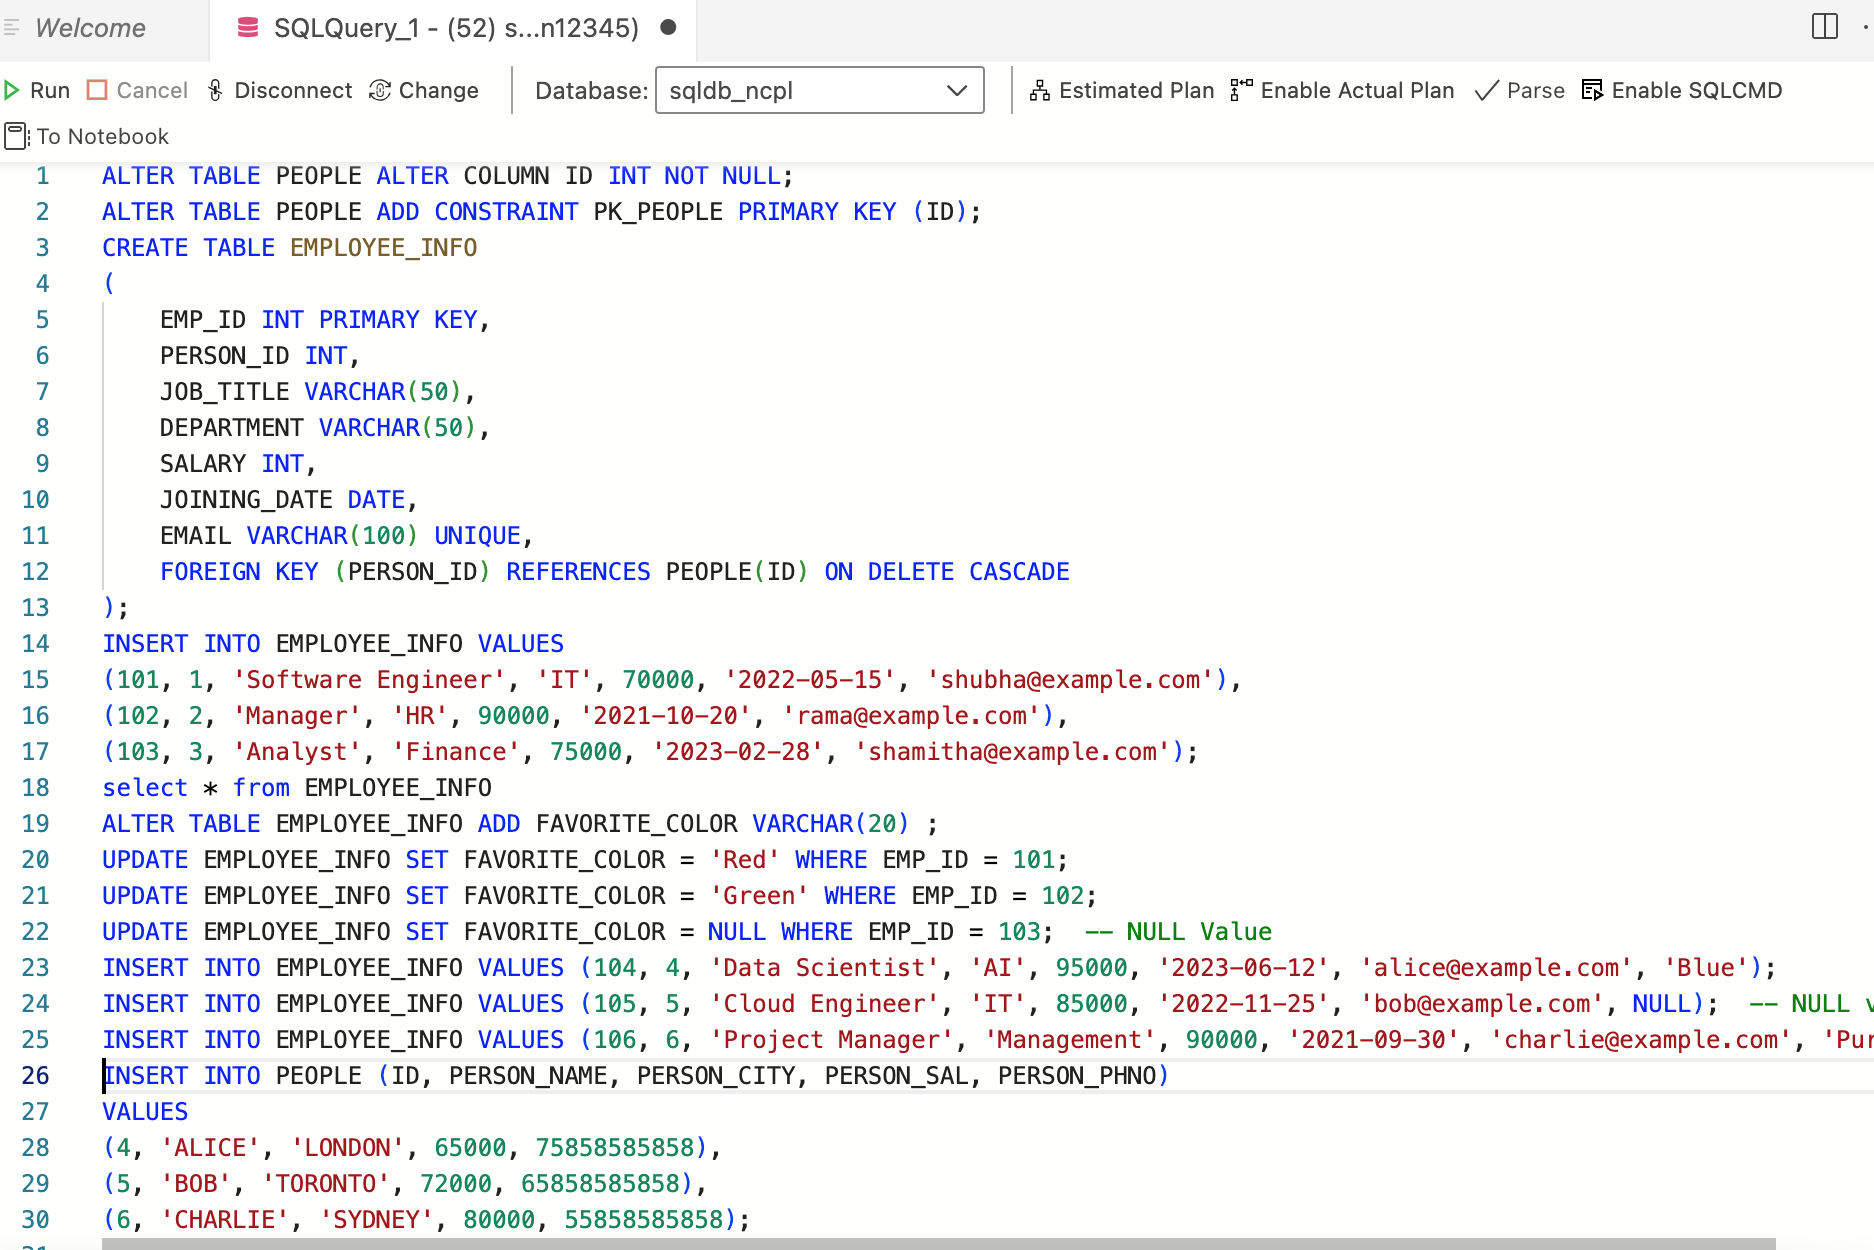 Welcome
SQLQuery_1 - (52) s...n12345)
Run Cancel Disconnect Change Database: sqldb_ncpl Estimated Plan Enable Actual Plan Parse Enable SQLCMD
To Notebook
1 ALTER TABLE PEOPLE ALTER COLUMN ID INT NOT NULL;
2 ALTER TABLE PEOPLE ADD CONSTRAINT PK_PEOPLE PRIMARY KEY (ID);
3 CREATE TABLE EMPLOYEE_INFO
4 (
5 EMP_ID INT PRIMARY KEY,
6 PERSON_ID INT,
7 JOB_TITLE VARCHAR(50),
8 DEPARTMENT VARCHAR(50),
9 SALARY INT,
10 JOINING_DATE DATE,
11 EMAIL VARCHAR(100) UNIQUE,
12 FOREIGN KEY (PERSON_ID) REFERENCES PEOPLE(ID) ON DELETE CASCADE
13 );
14 INSERT INTO EMPLOYEE_INFO VALUES
15 (101, 1, 'Software Engineer', 'IT', 70000, '2022-05-15', 'shubha@example.com'),
16 (102, 2, 'Manager', 'HR', 90000, '2021-10-20', 'rama@example.com'),
17 (103, 3, 'Analyst', 'Finance', 75000, '2023-02-28', 'shamitha@example.com');
18 select * from EMPLOYEE_INFO
19 ALTER TABLE EMPLOYEE_INFO ADD FAVORITE_COLOR VARCHAR(20) ;
20 UPDATE EMPLOYEE_INFO SET FAVORITE_COLOR = 'Red' WHERE EMP_ID = 101;
21 UPDATE EMPLOYEE_INFO SET FAVORITE_COLOR = 'Green' WHERE EMP_ID = 102;
22 UPDATE EMPLOYEE_INFO SET FAVORITE_COLOR = NULL WHERE EMP_ID = 103; -- NULL Value
23 INSERT INTO EMPLOYEE_INFO VALUES (104, 4, 'Data Scientist', 'AI', 95000, '2023-06-12', 'alice@example.com', 'Blue');
24 INSERT INTO EMPLOYEE_INFO VALUES (105, 5, 'Cloud Engineer', 'IT', 85000, '2022-11-25', 'bob@example.com', NULL); -- NULL
25 INSERT INTO EMPLOYEE_INFO VALUES (106, 6, 'Project Manager', 'Management', 90000, '2021-09-30', 'charlie@example.com', 'Pur
26 INSERT INTO PEOPLE (ID, PERSON_NAME, PERSON_CITY, PERSON_SAL, PERSON_PHNO)
27 VALUES
28 (4, 'ALICE', 'LONDON', 65000, 75858585858),
29 (5, 'BOB', 'TORONTO', 72000, 65858585858),
30 (6, 'CHARLIE', 'SYDNEY', 80000, 55858585858);